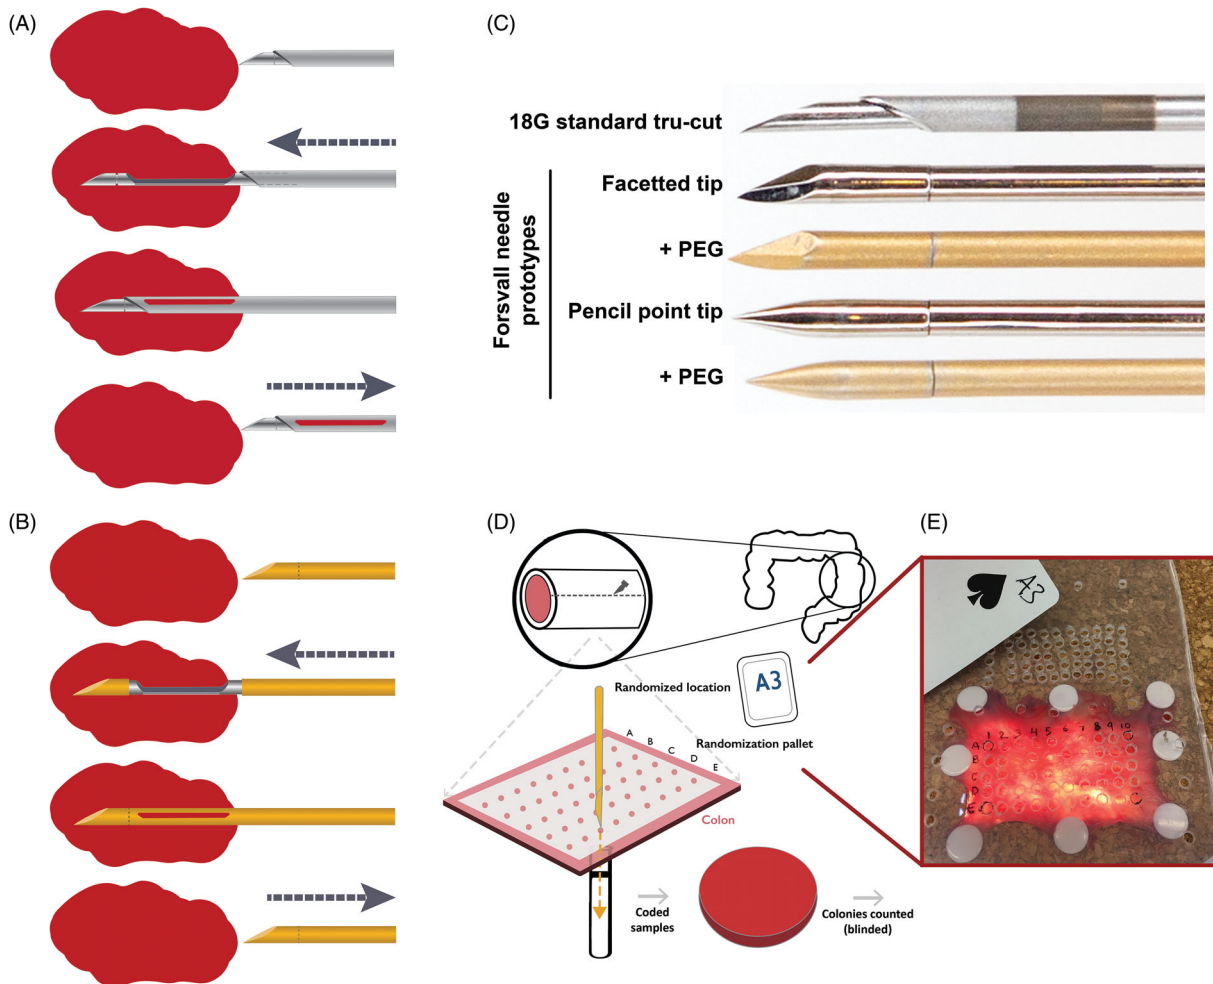 (A)
(C)
18G standard tru-cut
Facetted tip
+ PEG
Forsvall needle
prototypes
Pencil point tip
+ PEG
(B)
(D)
(E)
Randomized location
A3
Randomization pallet
A
B
C
D
E
Colon
Coded
samples
Colonies counted
(blinded)
A3
1 2 3 4 5 6 7 8 9 10
A
B
C
D
E